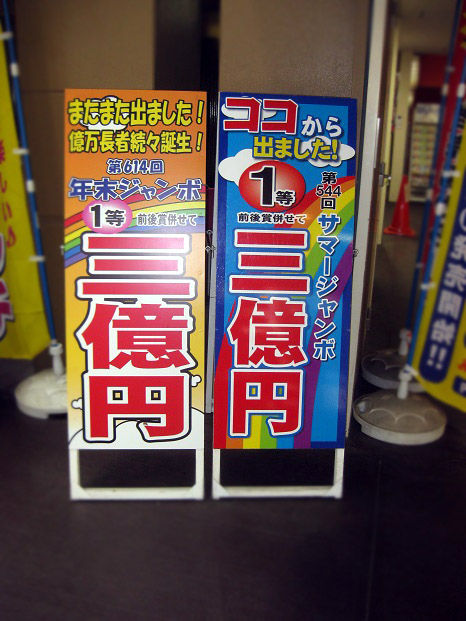 まだまだ出ました!
億万長者続々誕生!
第614回
年末ジャンボ
1等
前後賞併せて
三億円
ココから
出ました!
1等
第544回
サマージャンボ
前後賞併せて
三億円